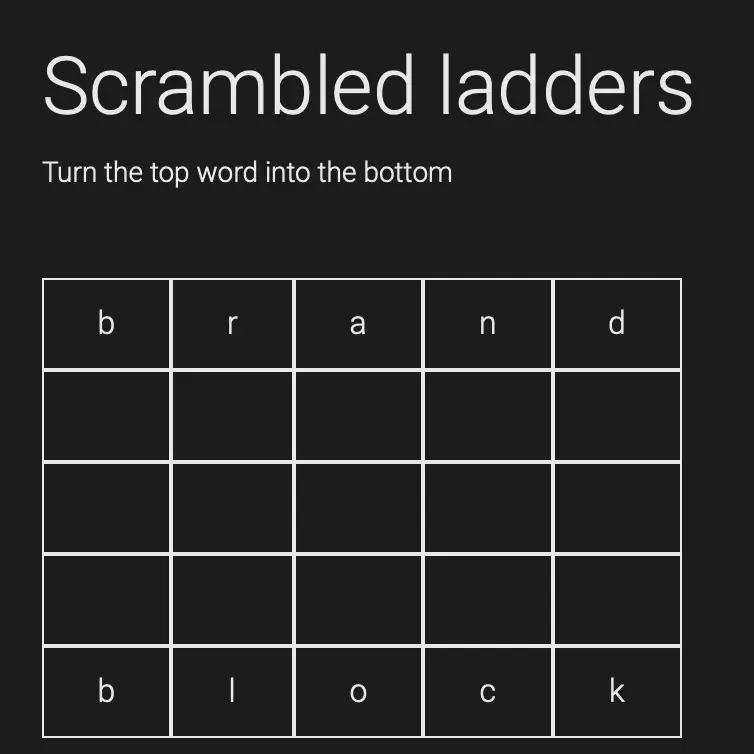 Scrambled ladders
Turn the top word into the bottom
b r a n d
b l o c k